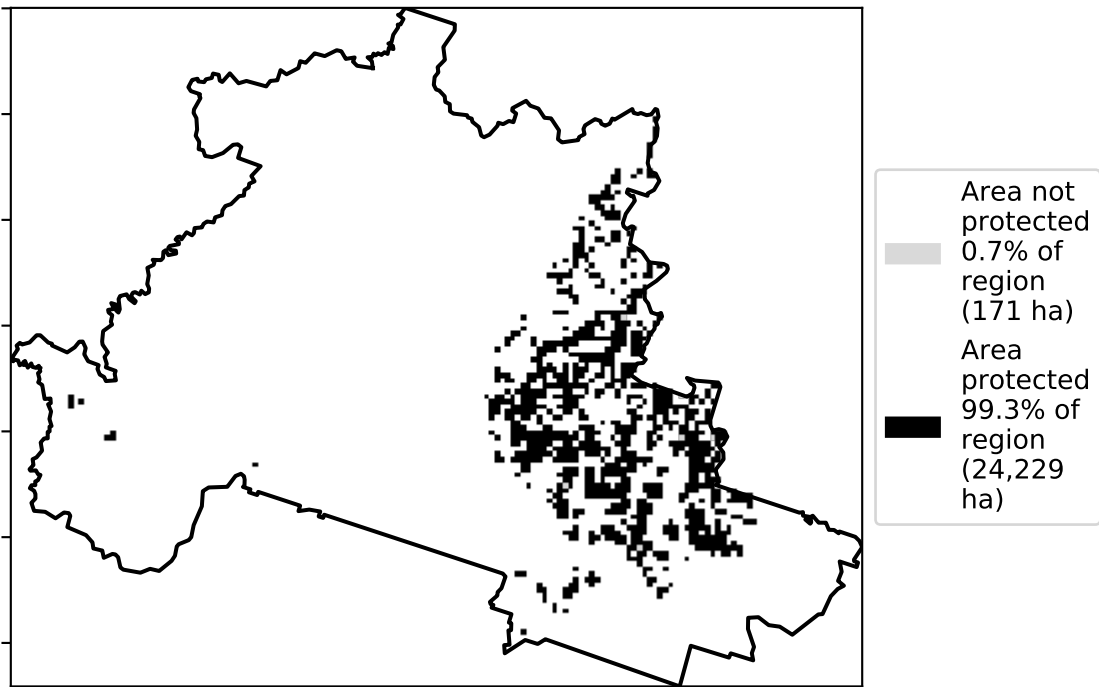 Area not
protected
0.7% of
region
(171 ha)
Area
protected
99.3% of
region
(24,229
ha)